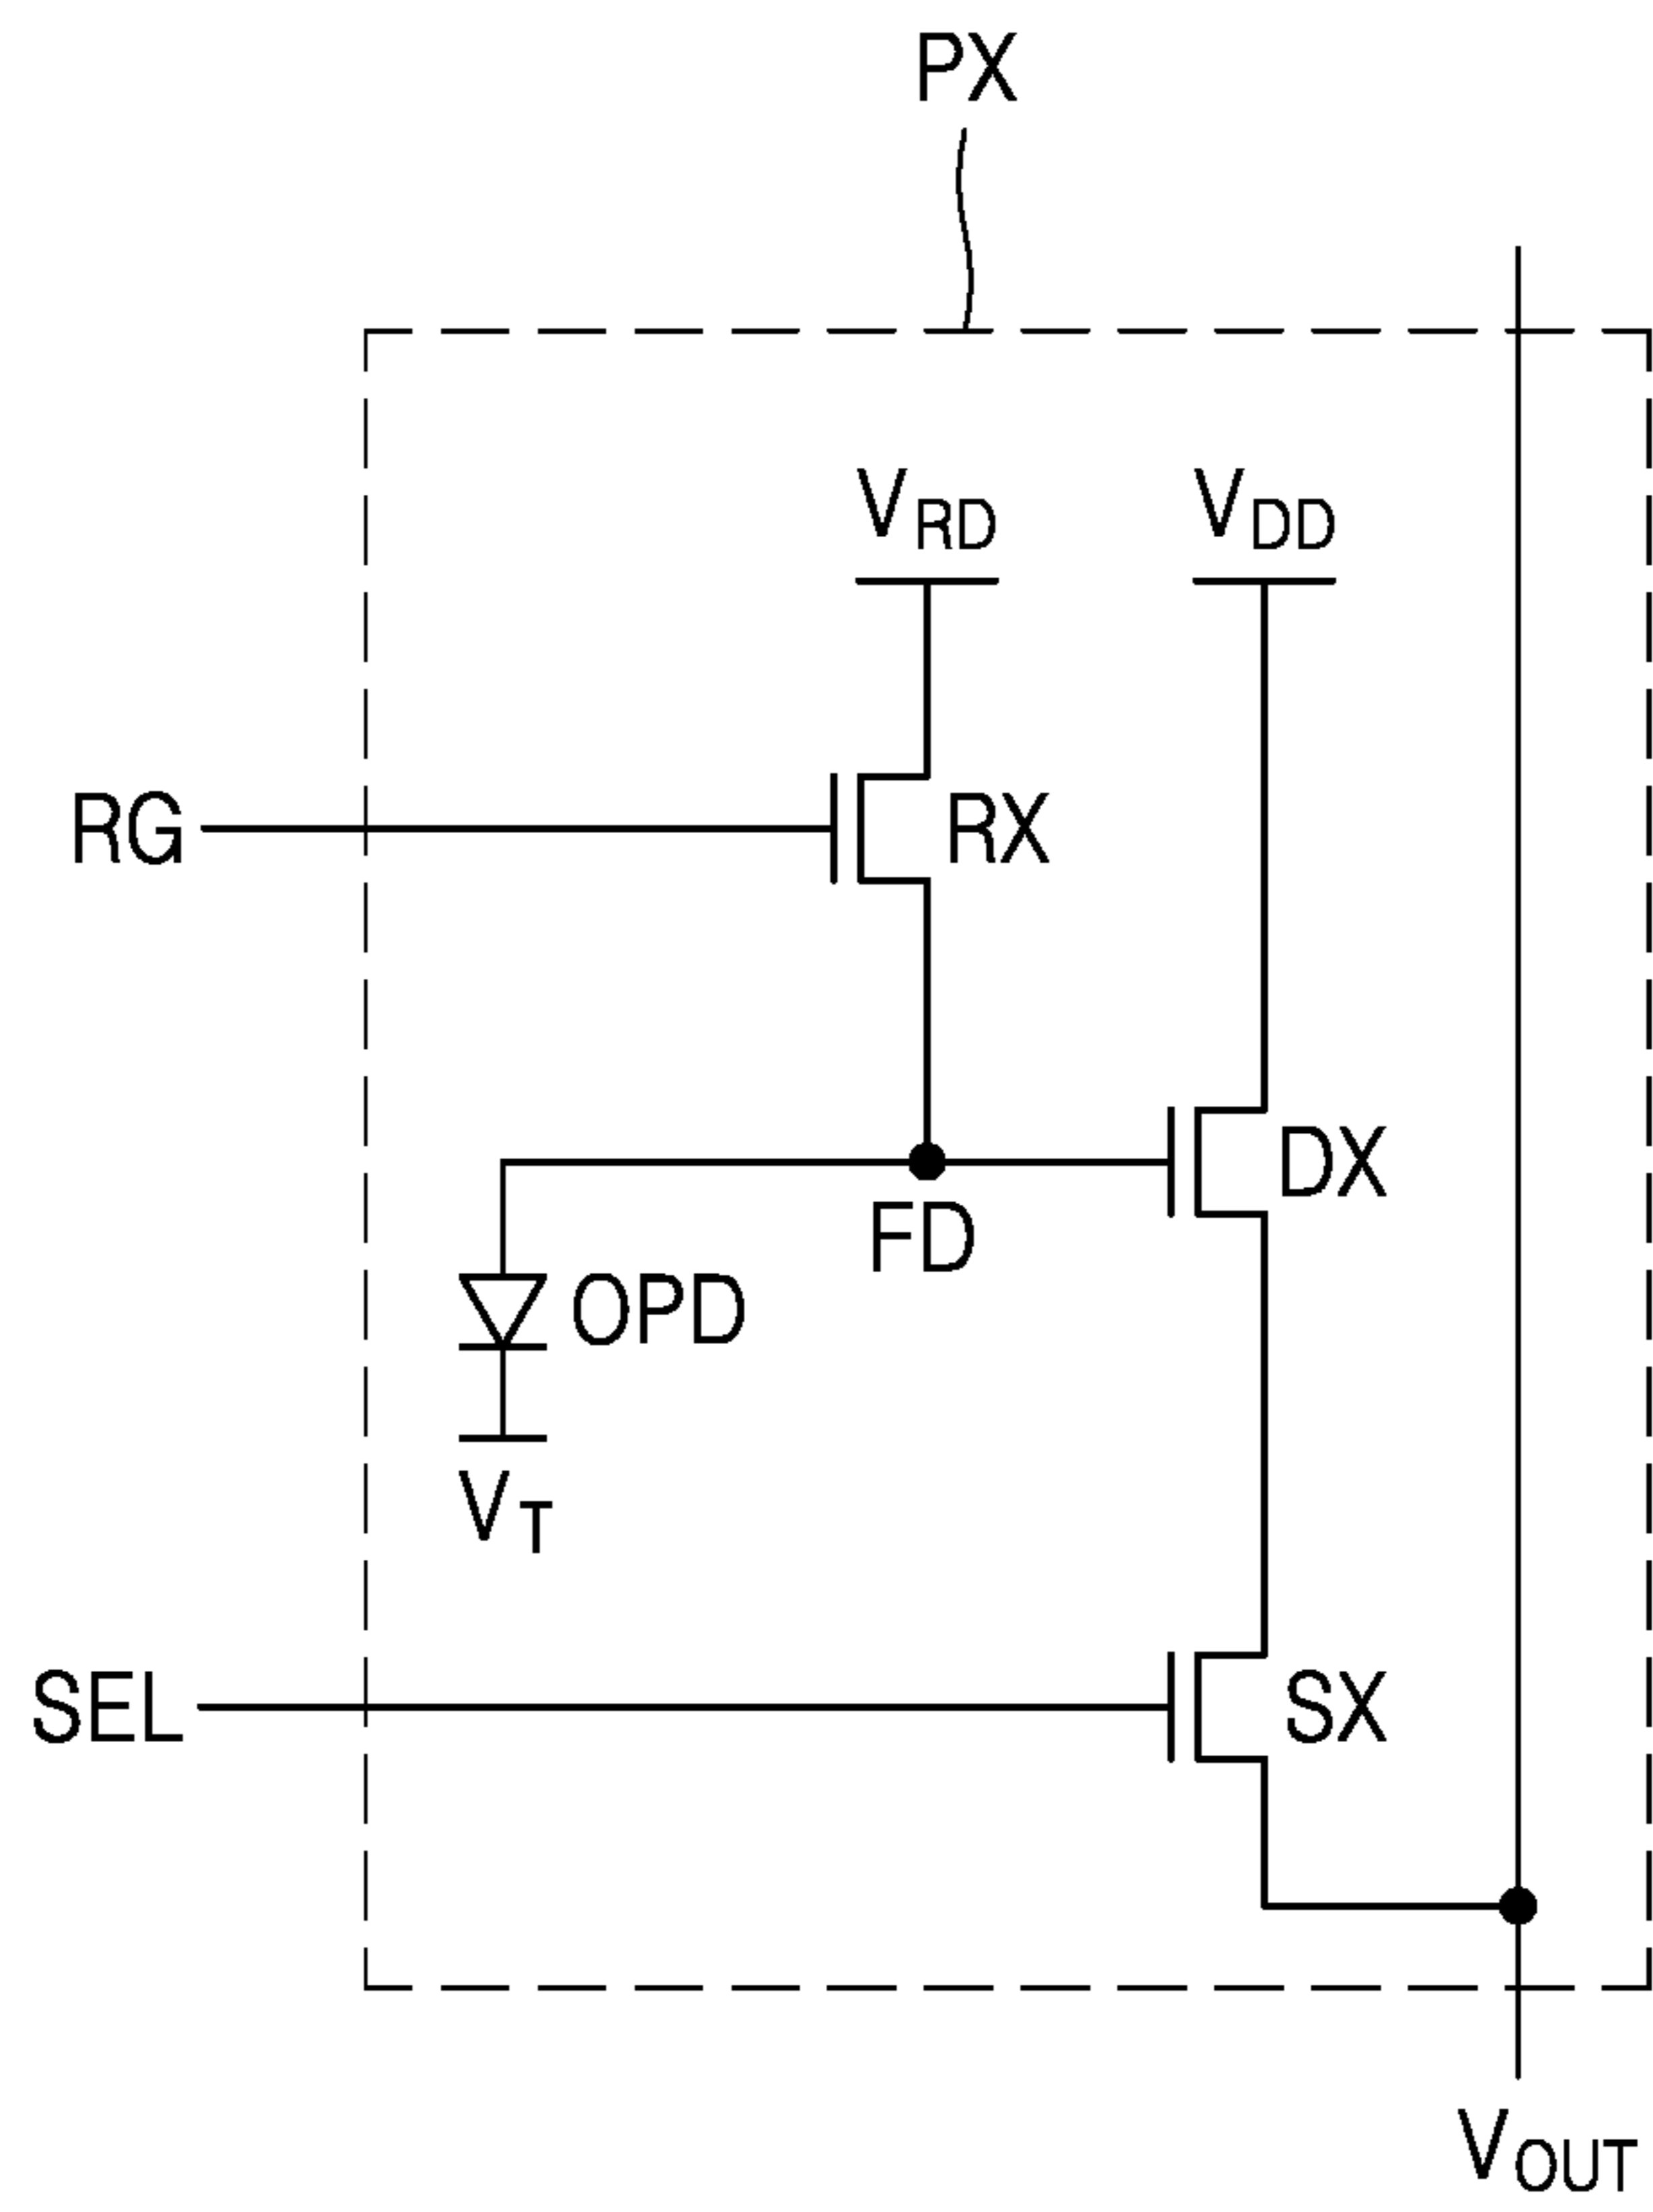 PX
V_RD
V_DD
RG
RX
DX
FD
OPD
V_T
SEL
SX
V_OUT